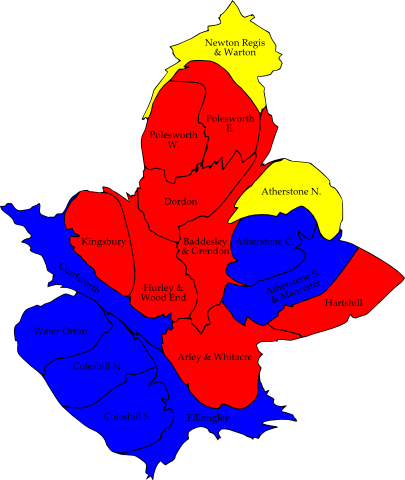 Newton Regis
& Warton
Polesworth
E.
Polesworth
W.
Atherstone N.
Dordon
Kingsbury
Baddesley
& Grendon
Atherstone C.
Curdworth
Hurley &
Wood End
Atherstone S.
& Mancetter
Hartshill
Water Orton
Arley & Whitacre
Coleshill N.
Coleshill S.
Fillongley